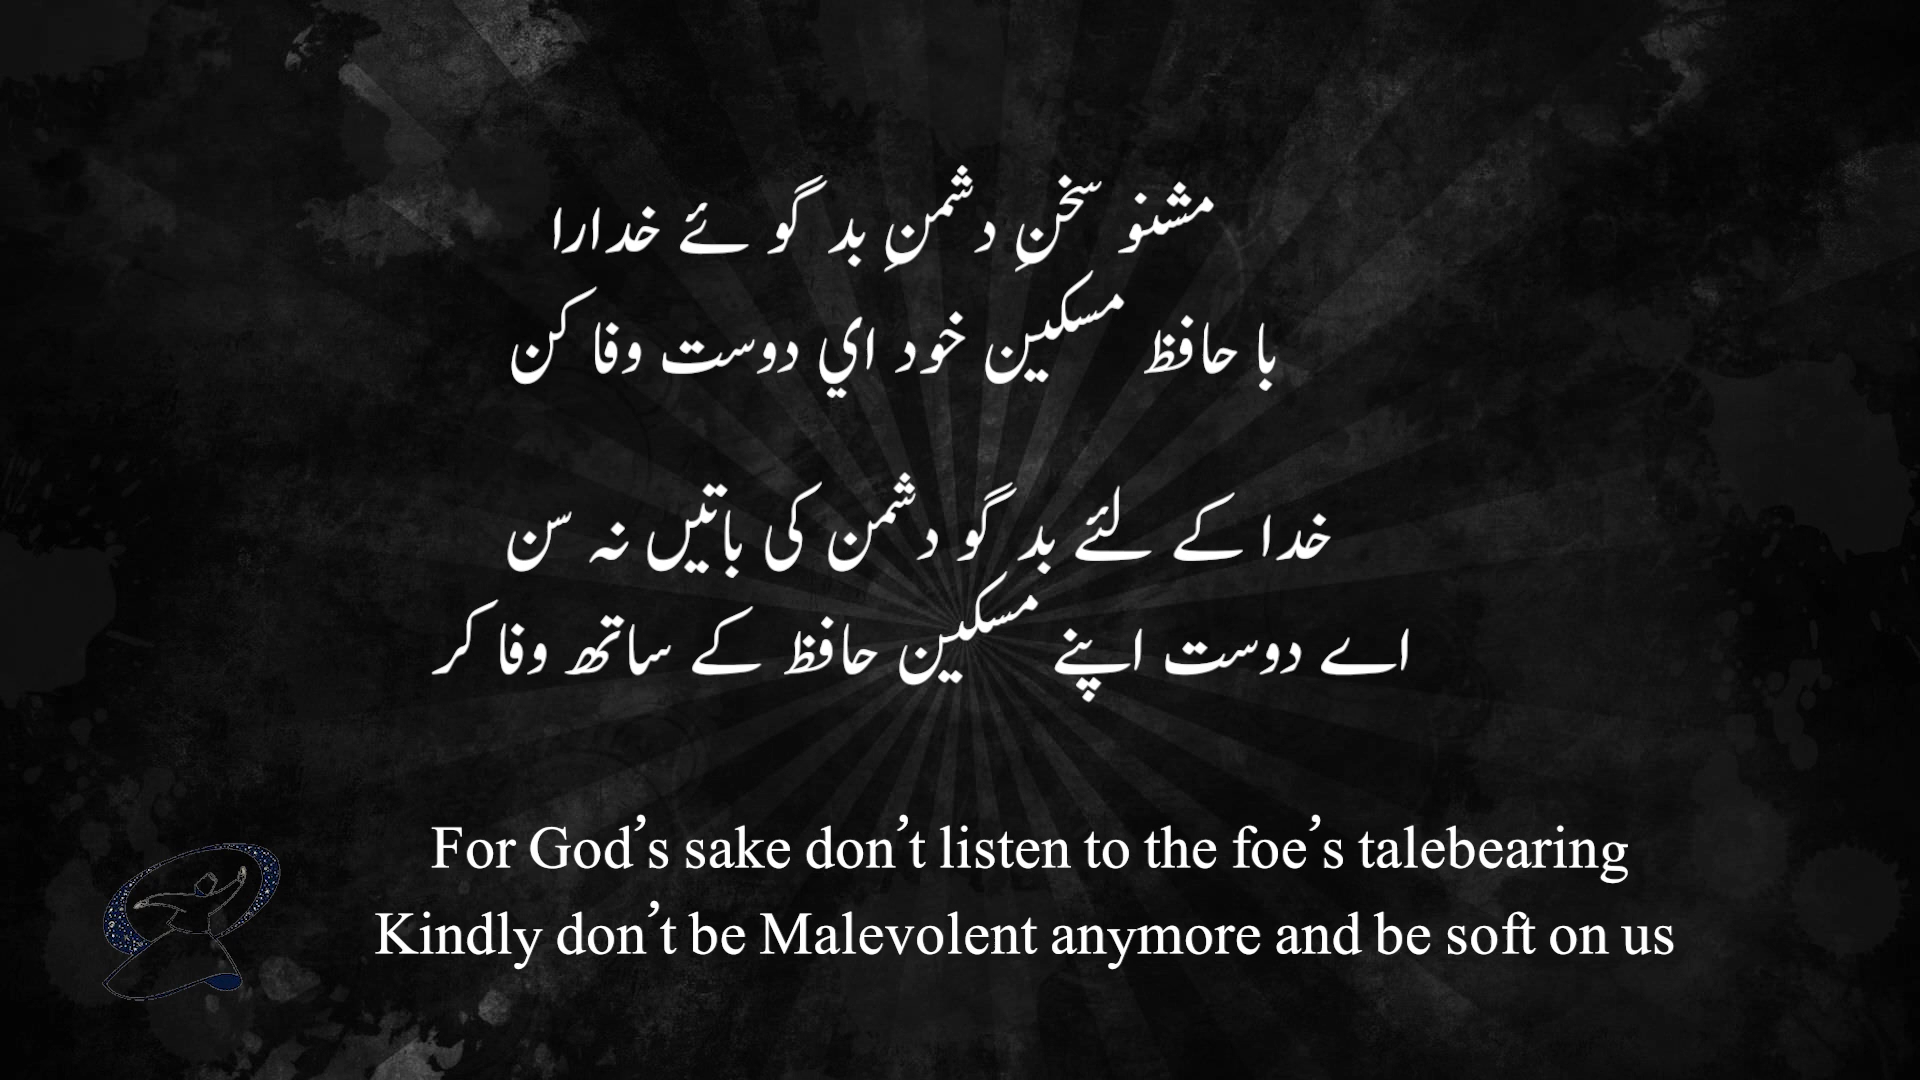 مشنو سخنِ دشمنِ بد گوئے خدارا
با حافظ مسکین خود اي دوست وفا کن
خدا کے لئے بد گو دشمن کی باتیں نہ سن
اے دوست اپنے مسکین حافظ کے ساتھ وفا کر
For God’s sake don’t listen to the foe’s talebearing
Kindly don’t be Malevolent anymore and be soft on us